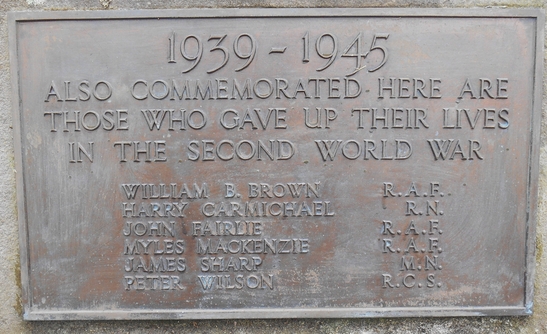 1939 - 1945
ALSO COMMEMORATED HERE ARE
THOSE WHO GAVE UP THEIR LIVES
IN THE SECOND WORLD WAR
WILLIAM B. BROWN R.A.F.
HARRY CARMICHAEL R.N.
JOHN FAIRLIE R.A.F.
MYLES MACKENZIE R.A.F.
JAMES SHARP M.N.
PETER WILSON R.C.S.